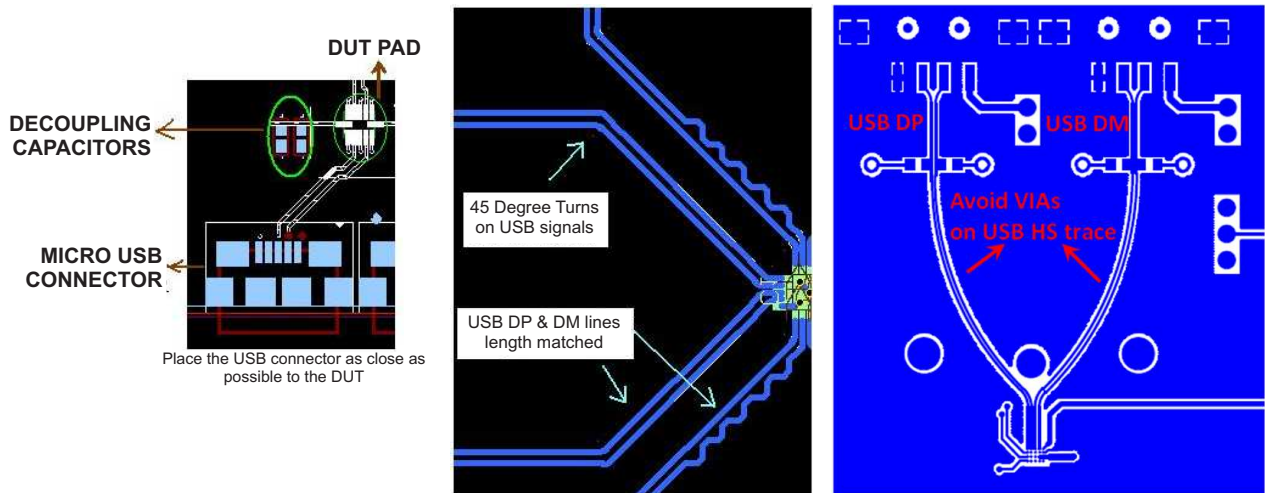 DUT PAD
DECOUPLING
CAPACITORS
MICRO USB
CONNECTOR
Place the USB connector as close as
possible to the DUT
45 Degree Turns
on USB signals
USB DP & DM lines
length matched
USB DP
USB DM
Avoid VIAs
on USB HS trace